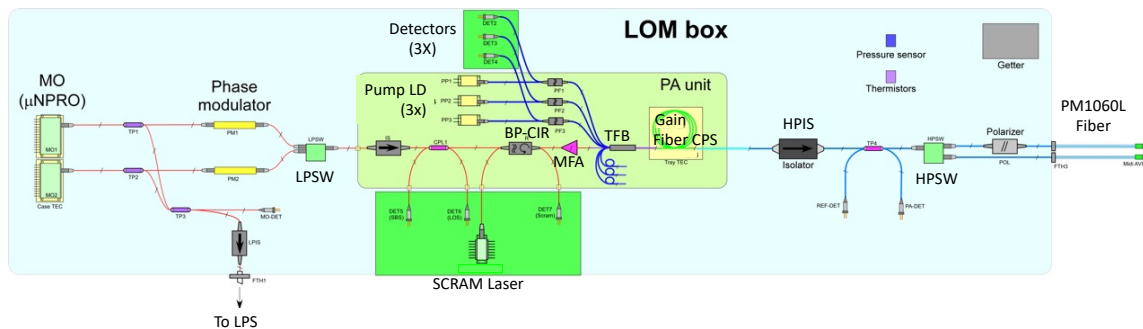 LOM box
Detectors
(3X)
DET2
DET3
DET4
Pressure sensor
Thermistors
Getter
MO
(µNPRO)
Phase
modulator
Pump LD
(3x)
PP1
PP2
PP3
PF1
PF2
PF3
PA unit
MO1
MO2
Case TEC
TP1
TP2
TP3
PM1
PM2
LPSW
LPSW
IS
CPL1
BP-CIR
MFA
TFB
Gain
Fiber CPS
Tray TEC
HPIS
Isolator
TP4
HPSW
HPSW
Polarizer
POL
PM1060L
Fiber
FTH3
Midi AVI
MO-DET
LPIS
FTH1
To LPS
DET5
(SBS)
DET6
(LOS)
DET7
(Scram)
SCRAM Laser
REF-DET
PA-DET